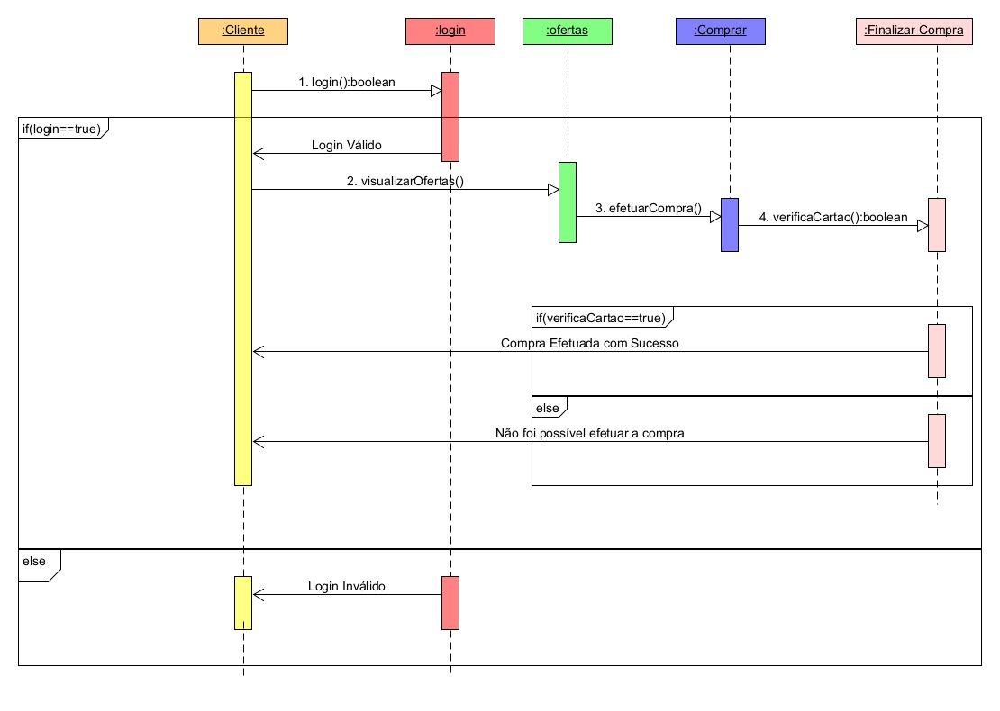 :Cliente
:login
:ofertas
:Comprar
:Finalizar Compra
1. login():boolean
if(login==true)
Login Válido
2. visualizarOfertas()
3. efetuarCompra()
4. verificaCartao():boolean
if(verificaCartao==true)
Compra Efetuada com Sucesso
else
Não foi possível efetuar a compra
else
Login Inválido